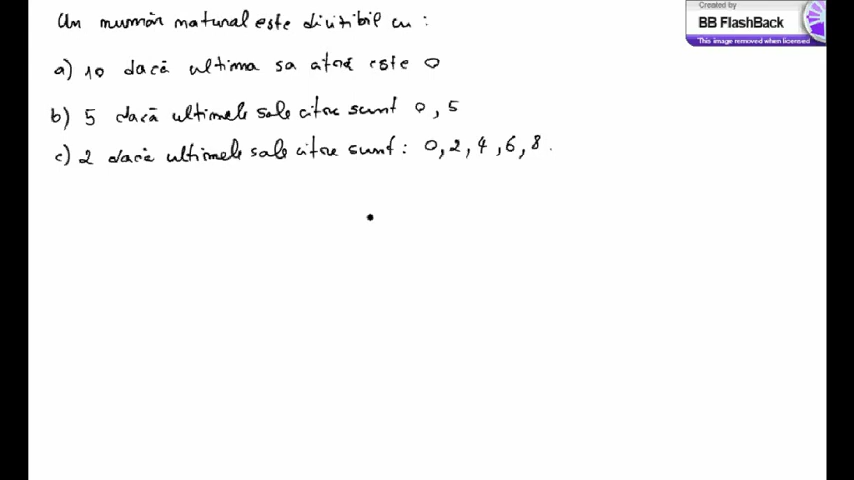 Un număr natural este divizibil cu :
a) 10 dacă ultima sa cifră este 0
b) 5 dacă ultimele sale cifre sunt 0, 5
c) 2 dacă ultimele sale cifre sunt : 0, 2, 4, 6, 8 .
Created by
BB FlashBack
This image removed when licensed